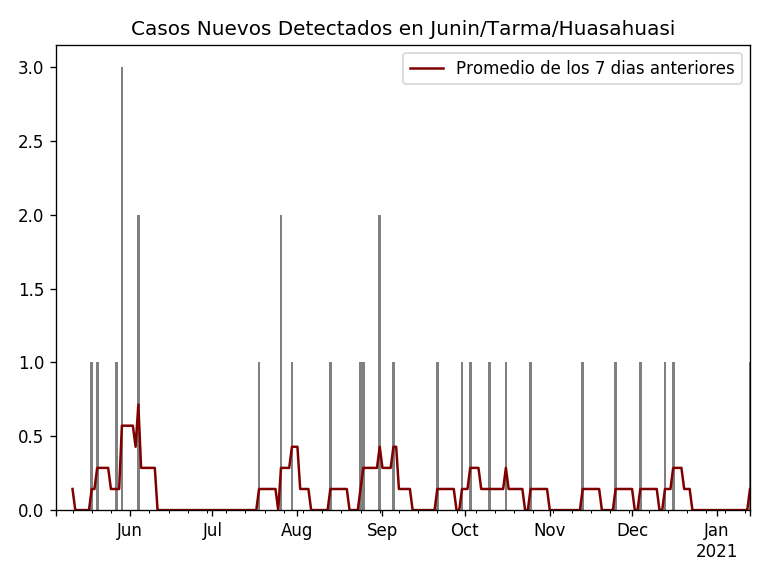 Casos Nuevos Detectados en Junin/Tarma/Huasahuasi
Promedio de los 7 dias anteriores
3.0
2.5
2.0
1.5
1.0
0.5
0.0
Jun Jul Aug Sep Oct Nov Dec Jan
2021